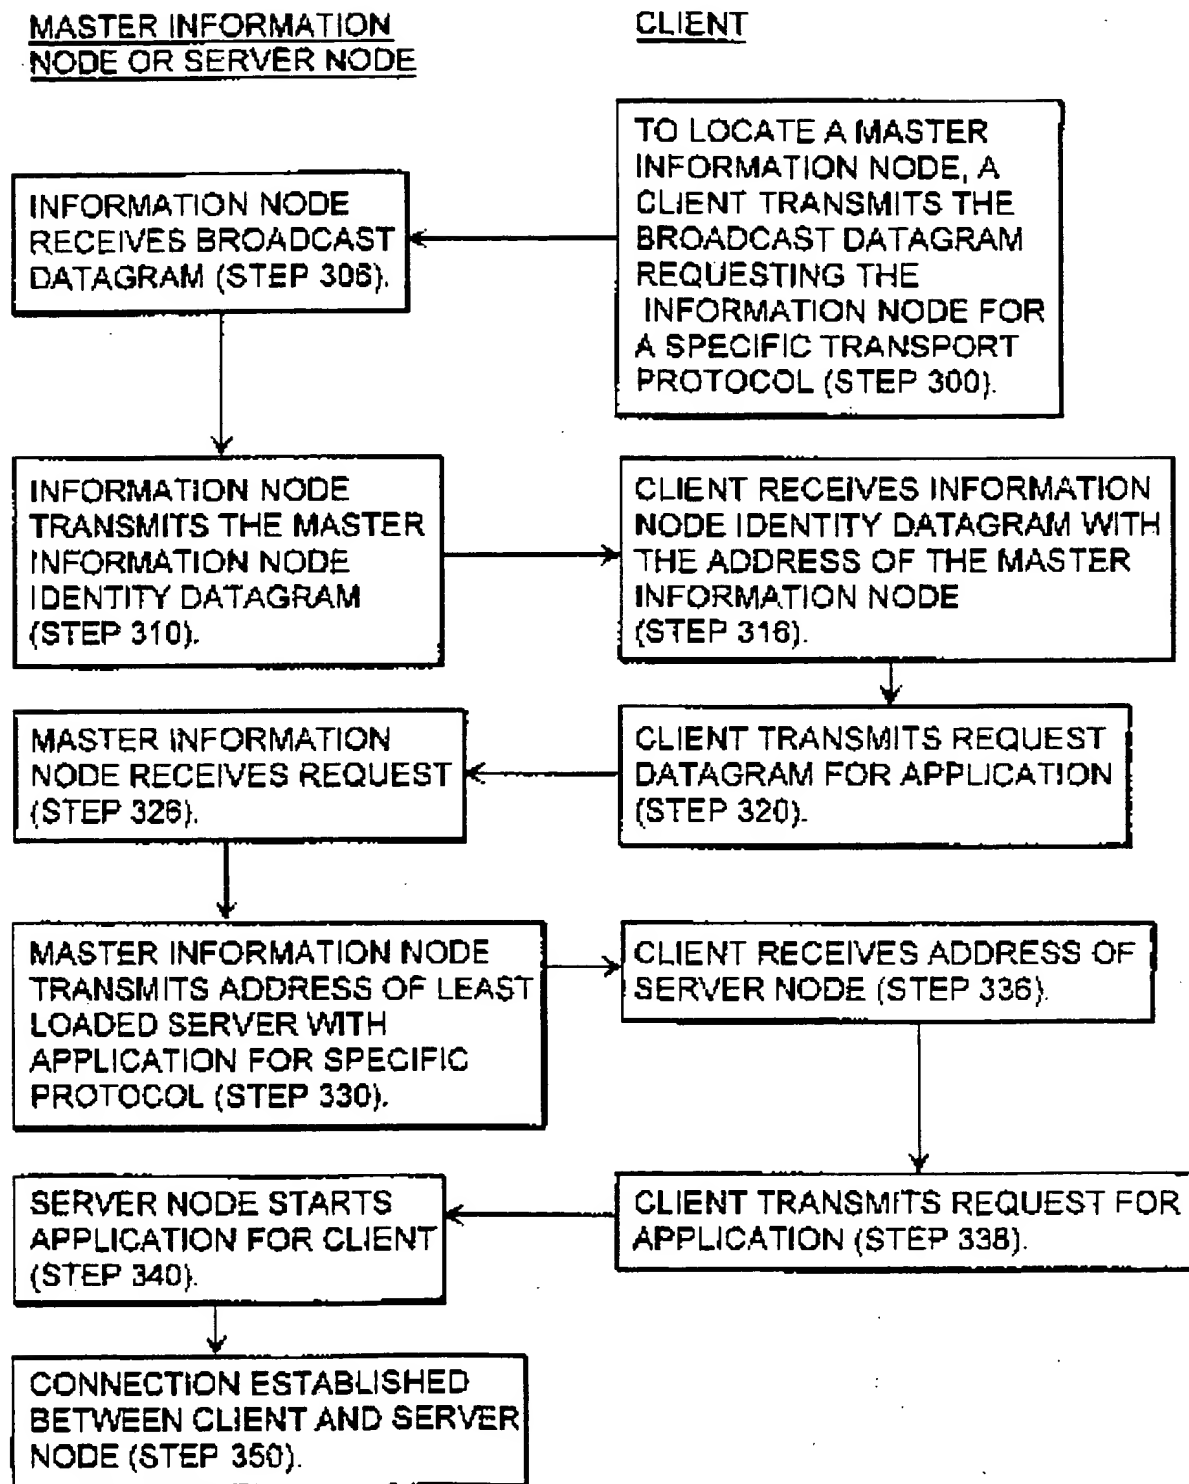 MASTER INFORMATION
NODE OR SERVER NODE
CLIENT
TO LOCATE A MASTER
INFORMATION NODE, A
CLIENT TRANSMITS THE
BROADCAST DATAGRAM
REQUESTING THE
INFORMATION NODE FOR
A SPECIFIC TRANSPORT
PROTOCOL (STEP 300).
INFORMATION NODE
RECEIVES BROADCAST
DATAGRAM (STEP 306).
INFORMATION NODE
TRANSMITS THE MASTER
INFORMATION NODE
IDENTITY DATAGRAM
(STEP 310).
CLIENT RECEIVES INFORMATION
NODE IDENTITY DATAGRAM WITH
THE ADDRESS OF THE MASTER
INFORMATION NODE
(STEP 316).
CLIENT TRANSMITS REQUEST
DATAGRAM FOR APPLICATION
(STEP 320).
MASTER INFORMATION
NODE RECEIVES REQUEST
(STEP 326).
MASTER INFORMATION NODE
TRANSMITS ADDRESS OF LEAST
LOADED SERVER WITH
APPLICATION FOR SPECIFIC
PROTOCOL (STEP 330).
CLIENT RECEIVES ADDRESS OF
SERVER NODE (STEP 336).
CLIENT TRANSMITS REQUEST FOR
APPLICATION (STEP 338).
SERVER NODE STARTS
APPLICATION FOR CLIENT
(STEP 340).
CONNECTION ESTABLISHED
BETWEEN CLIENT AND SERVER
NODE (STEP 350).